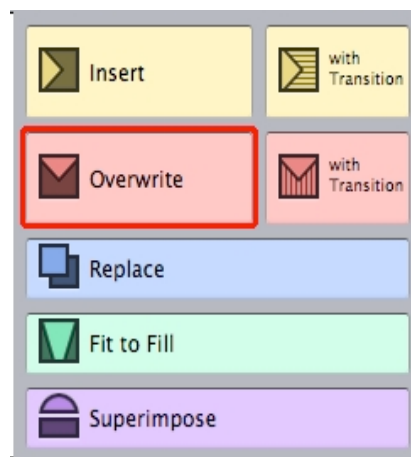 Insert
with
Transition
Overwrite
with
Transition
Replace
Fit to Fill
Superimpose